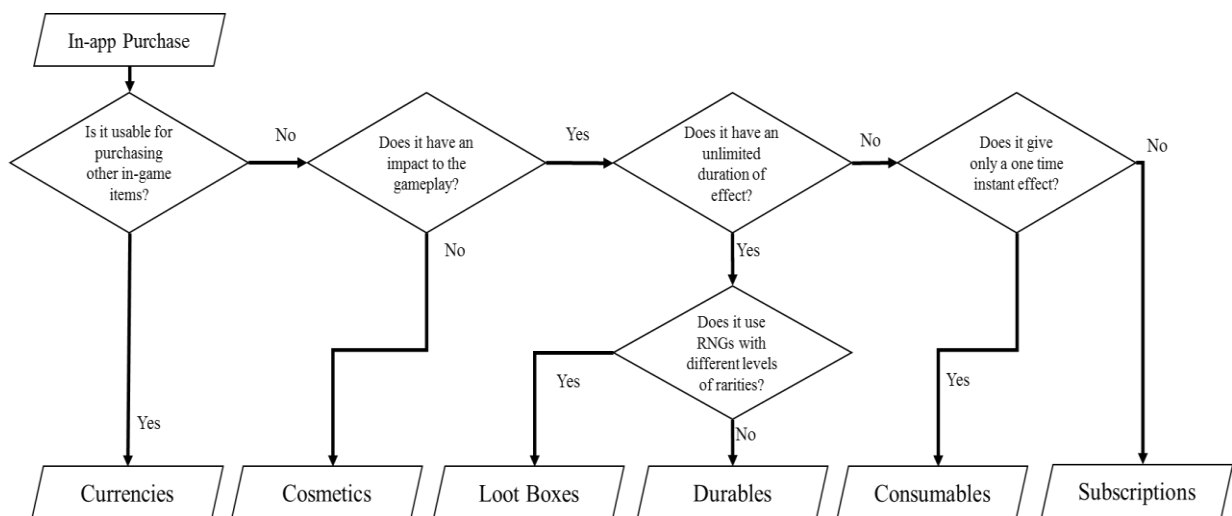 In-app Purchase
Is it usable for
purchasing
other in-game
items?
No
Does it have an
impact to the
gameplay?
Yes
Does it have an
unlimited
duration of
effect?
No
Does it give
only a one time
instant effect?
No
No
Yes
Does it use
RNGs with
different levels
of rarities?
Yes
Yes
Yes
No
Currencies
Cosmetics
Loot Boxes
Durables
Consumables
Subscriptions